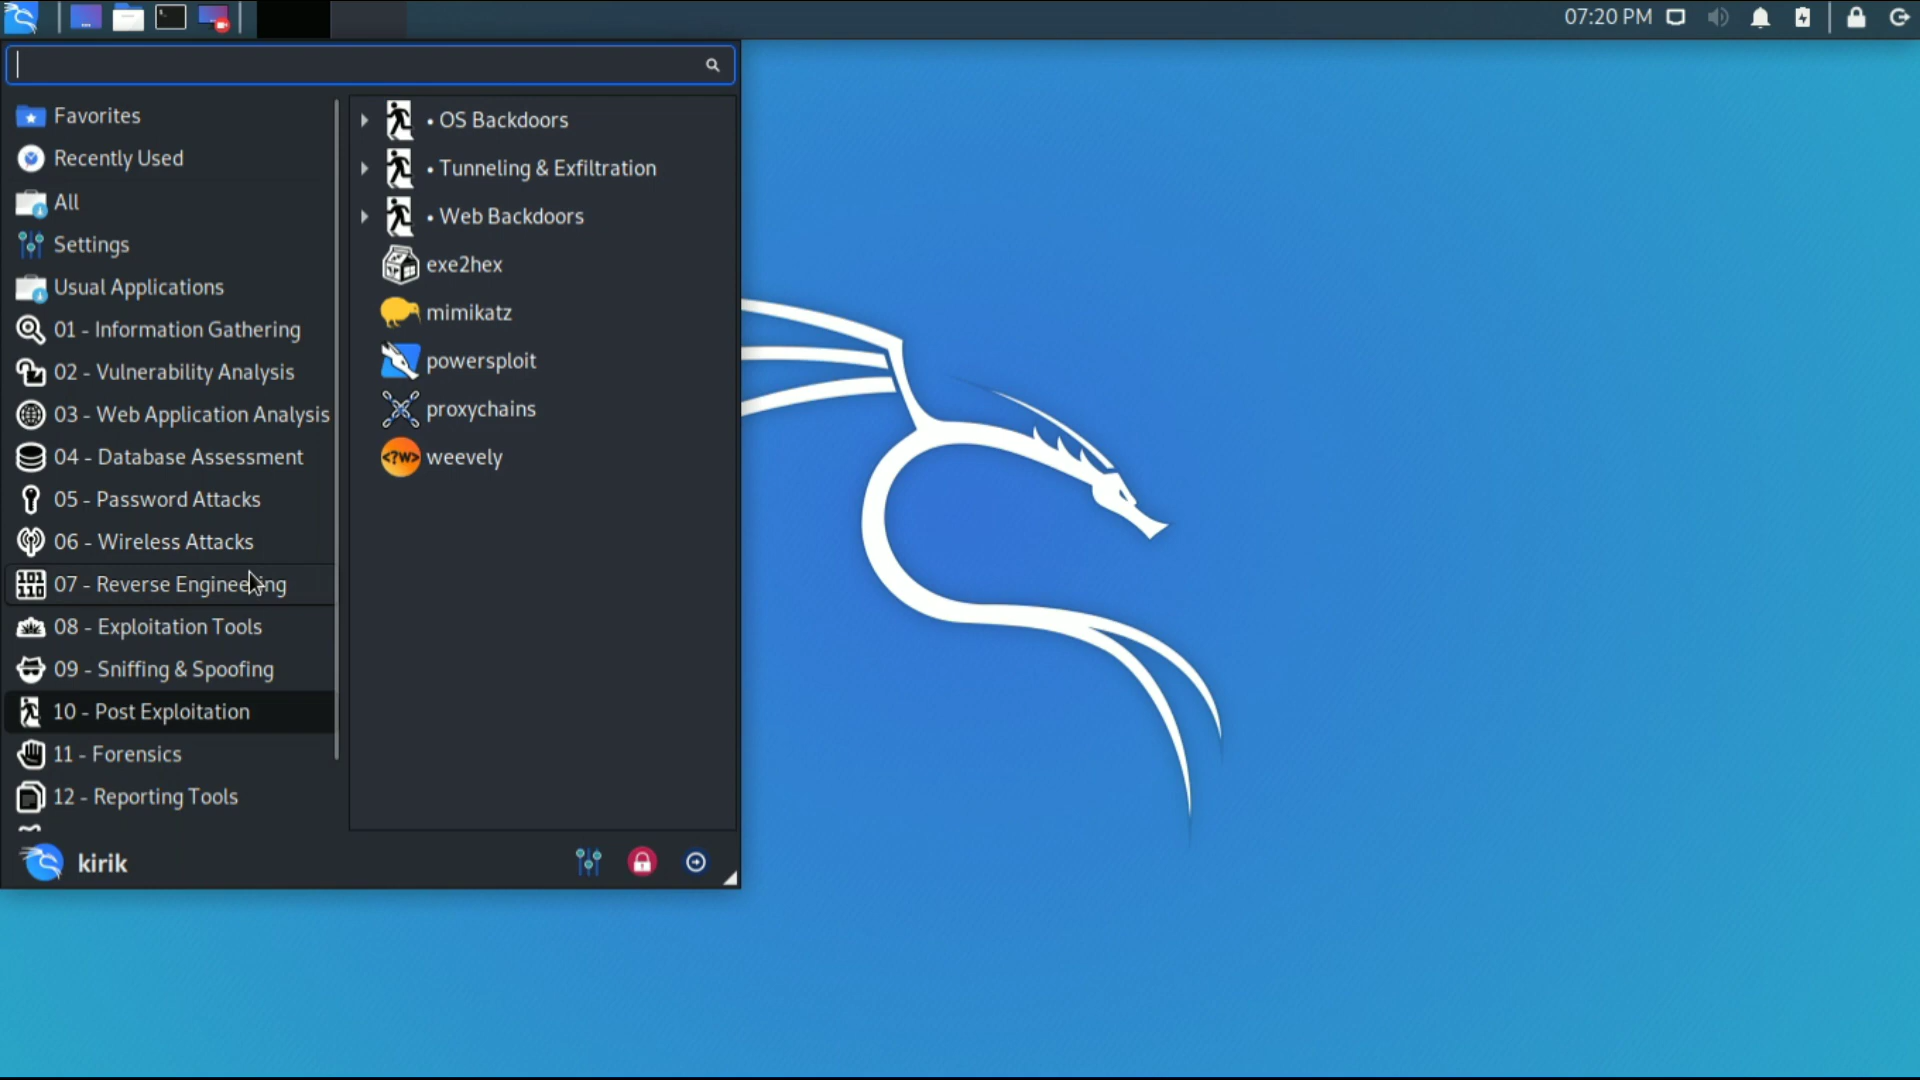 07:20 PM
Favorites
Recently Used
All
Settings
Usual Applications
01 - Information Gathering
02 - Vulnerability Analysis
03 - Web Application Analysis
04 - Database Assessment
05 - Password Attacks
06 - Wireless Attacks
07 - Reverse Engineering
08 - Exploitation Tools
09 - Sniffing & Spoofing
10 - Post Exploitation
11 - Forensics
12 - Reporting Tools
• OS Backdoors
• Tunneling & Exfiltration
• Web Backdoors
exe2hex
mimikatz
powersploit
proxychains
<?w>
weevely
kirik